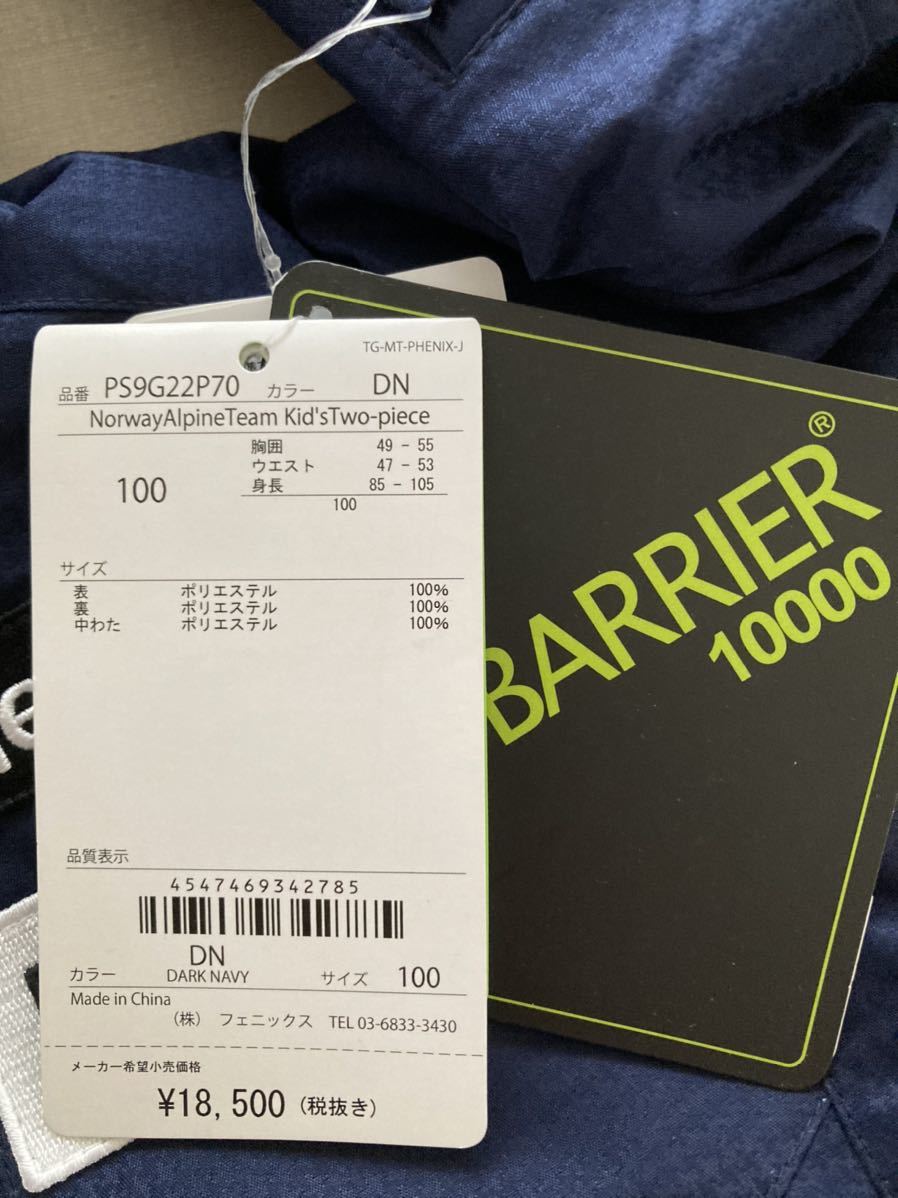 TG-MT-PHENIX-J
品番 PS9G22P70 カラー DN
NorwayAlpineTeam Kid'sTwo-piece
100
胸囲 49 - 55
ウエスト 47 - 53
身長 85 - 105
100
サイズ
表 ポリエステル 100%
裏 ポリエステル 100%
中わた ポリエステル 100%
品質表示
4547469342785
カラー DN DARK NAVY サイズ 100
Made in China
(株) フェニックス TEL 03-6833-3430
メーカー希望小売価格
¥18,500 (税抜き)
BARRIER®
10000